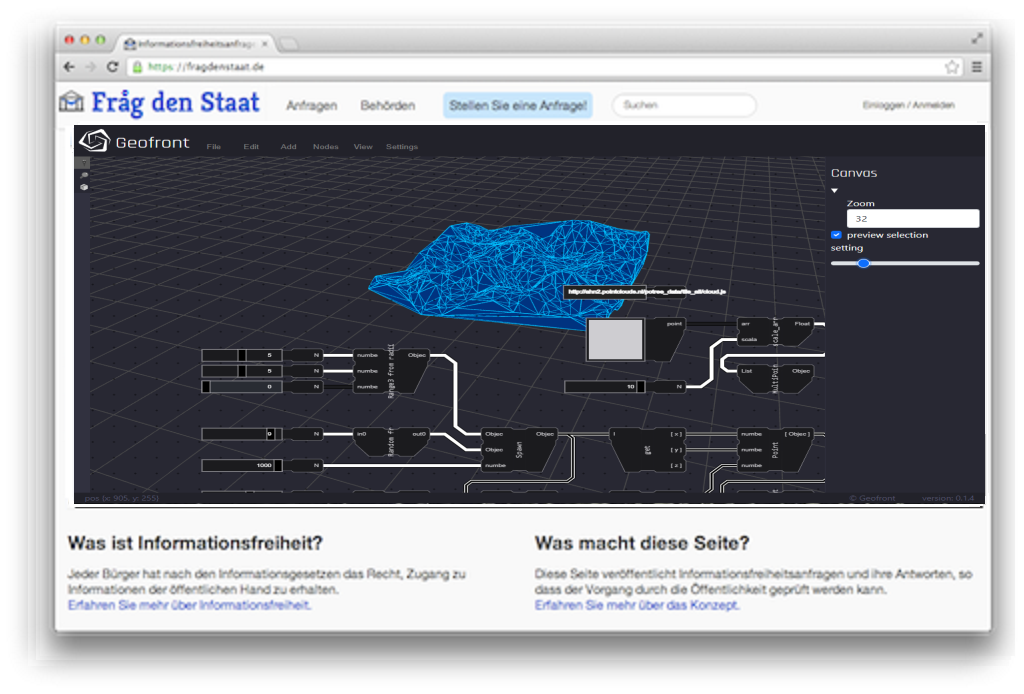 Informationsfreiheitsanfrag
https://fragdenstaat.de
Fråg den Staat
Anfragen Behörden Stellen Sie eine Anfrage! Suchen Einloggen / Anmelden
Geofront File Edit Add Nodes View Settings
Canvas
Zoom
32
preview selection
setting
point arr Float
scala scale_arr
5 N numbe Objec
5 N numbe Range3 from radii
0 N numbe
List Objec
MultiPoin
10 N
0 N in0 out0
1000 N Objec Objec
Objec Spawn
numbe
l [ x ] numbe [ Objec ]
get [ y ] numbe Point
[ z ] numbe
pos (x: 905, y: 255) © Geofront version: 0.1.4
Was ist Informationsfreiheit?
Jeder Bürger hat nach den Informationsgesetzen das Recht, Zugang zu
Informationen der öffentlichen Hand zu erhalten.
Erfahren Sie mehr über Informationsfreiheit.
Was macht diese Seite?
Diese Seite veröffentlicht Informationsfreiheitsanfragen und ihre Antworten, so
dass der Vorgang durch die Öffentlichkeit geprüft werden kann.
Erfahren Sie mehr über das Konzept.